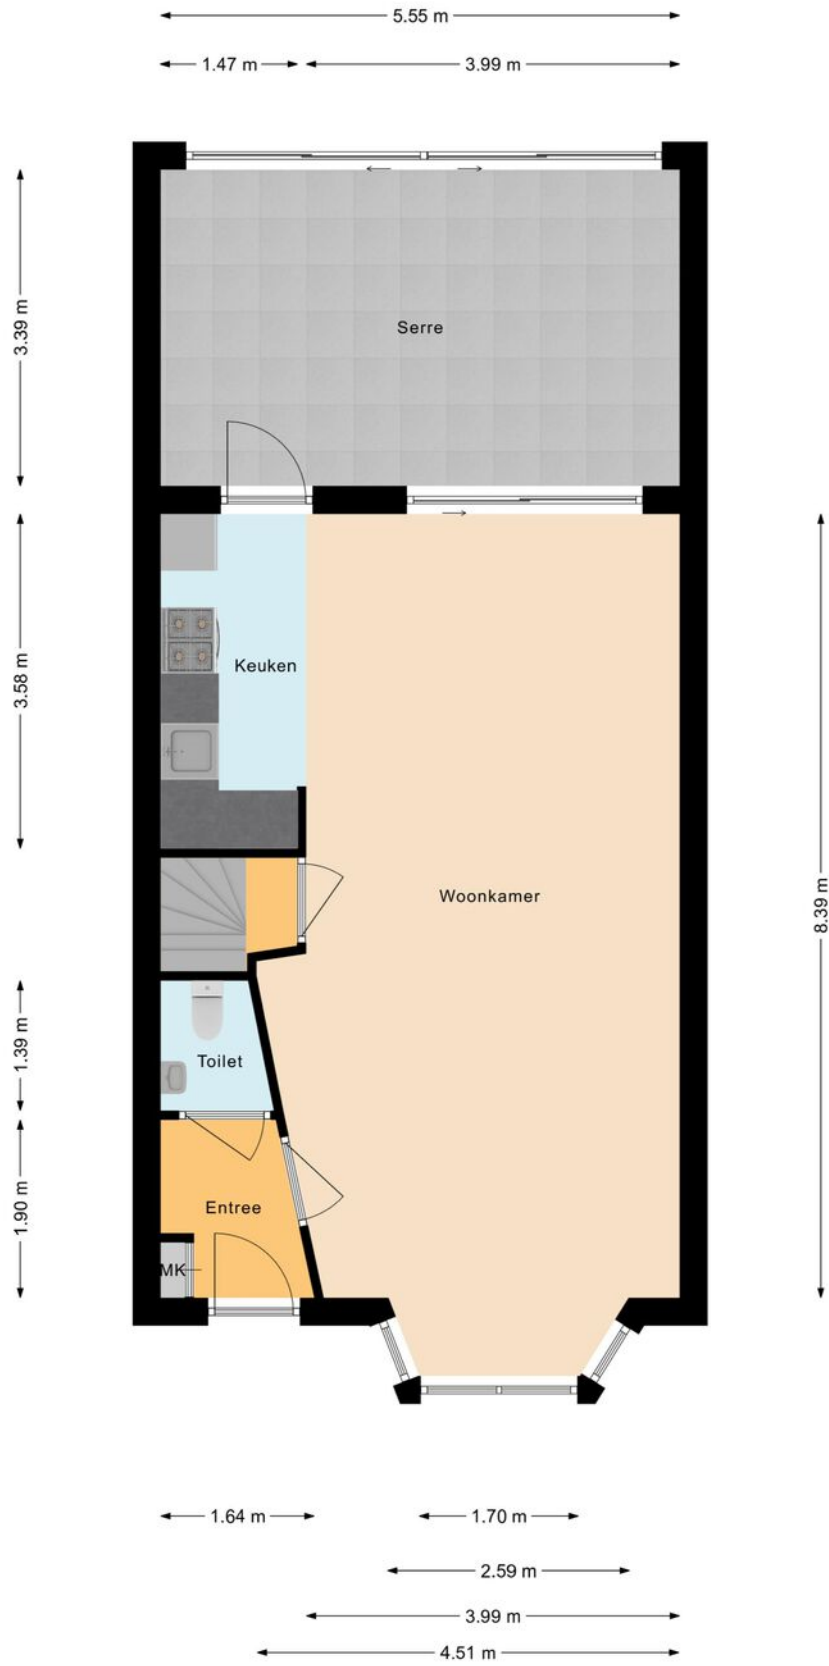 5.55 m
1.47 m
3.99 m
3.39 m
Serre
3.58 m
Keuken
8.39 m
Woonkamer
1.39 m
Toilet
1.90 m
Entree
MK
1.64 m
1.70 m
2.59 m
3.99 m
4.51 m